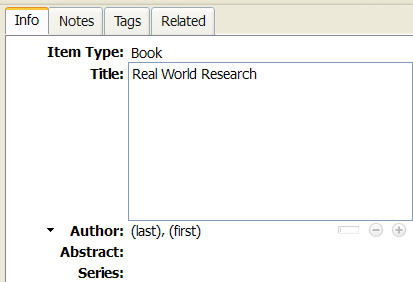 Info Notes Tags Related
Item Type: Book
Title: Real World Research
Author: (last), (first)
Abstract:
Series: